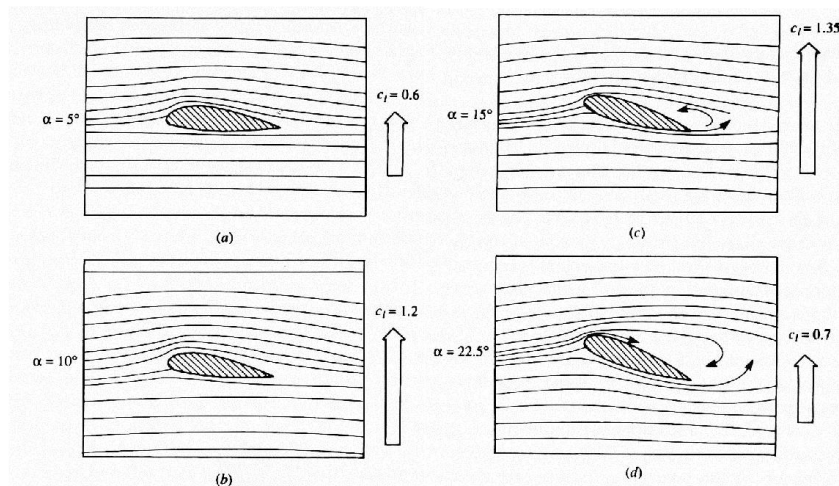 α = 5°
c_l = 0.6
(a)
α = 10°
c_l = 1.2
(b)
α = 15°
c_l = 1.35
(c)
α = 22.5°
c_l = 0.7
(d)